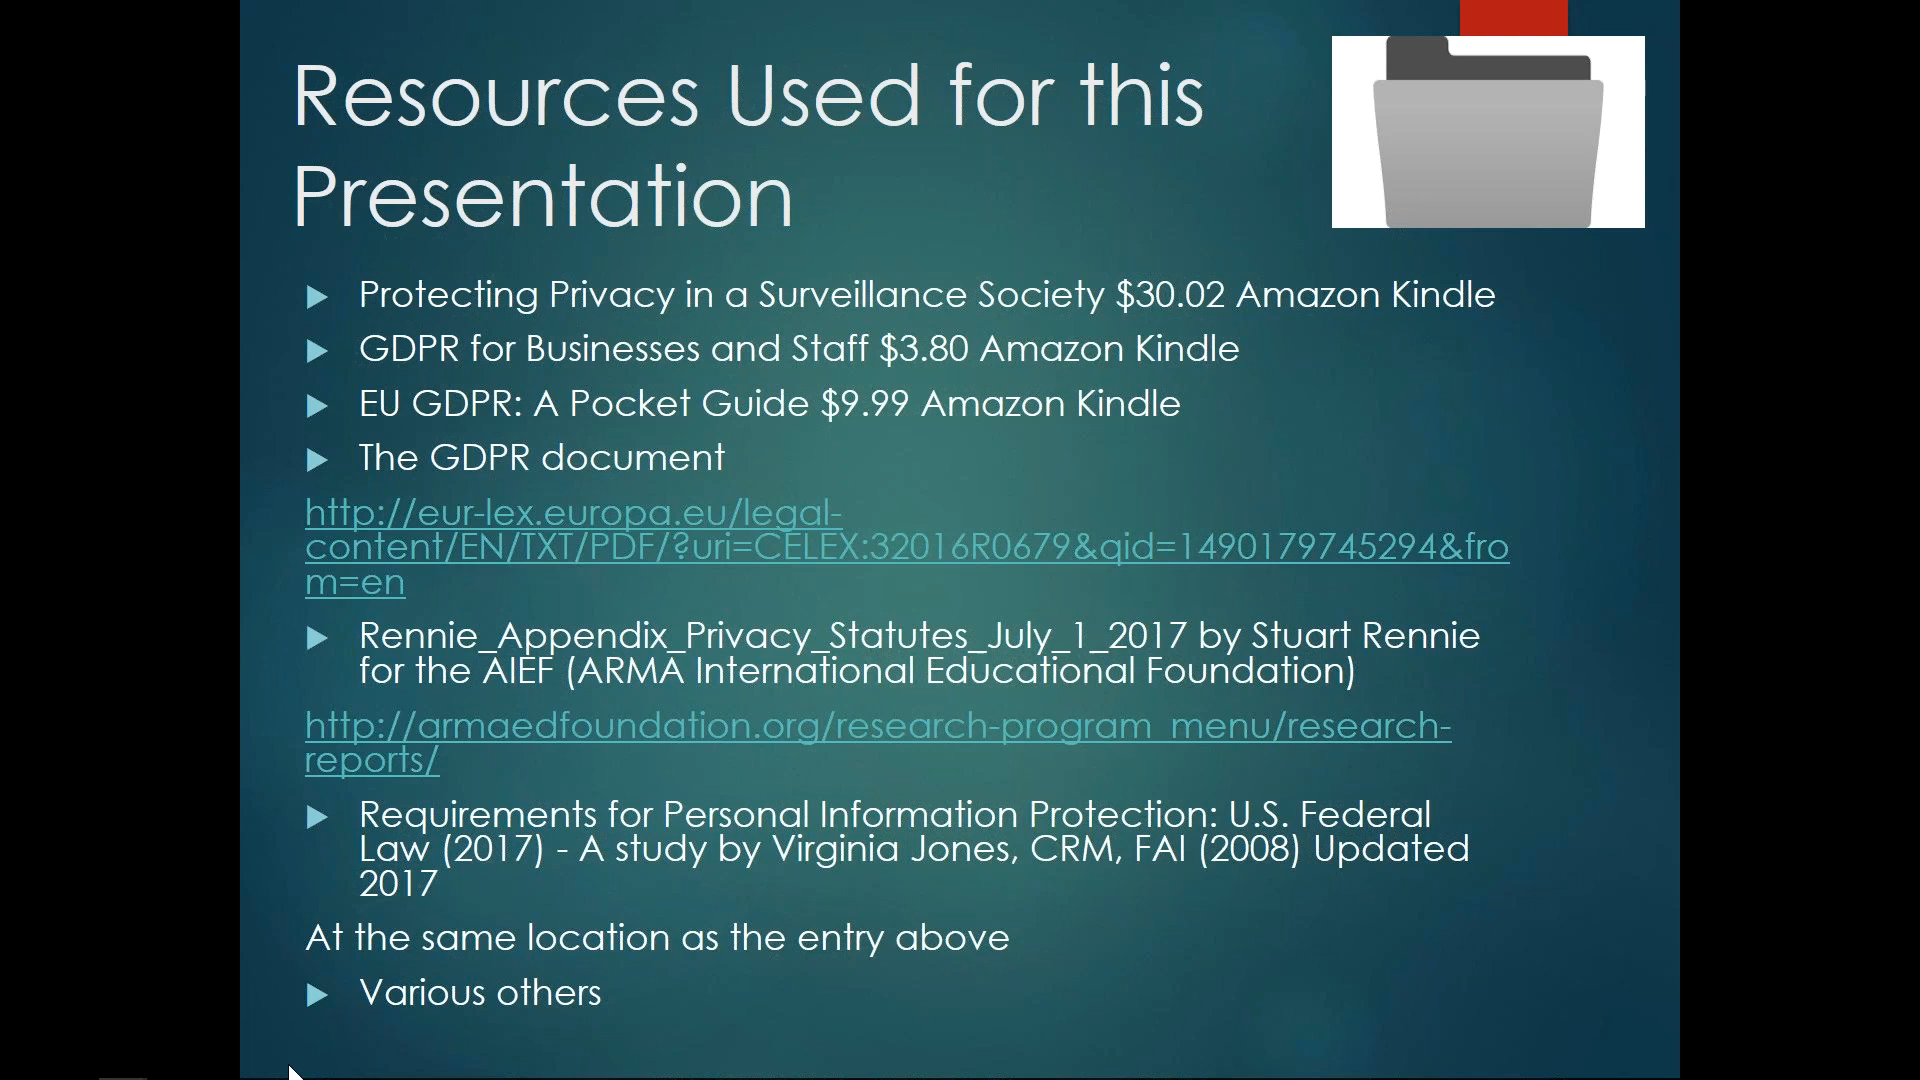 Resources Used for this
Presentation
Protecting Privacy in a Surveillance Society $30.02 Amazon Kindle
GDPR for Businesses and Staff $3.80 Amazon Kindle
EU GDPR: A Pocket Guide $9.99 Amazon Kindle
The GDPR document
http://eur-lex.europa.eu/legal-
content/EN/TXT/PDF/?uri=CELEX:32016R0679&qid=1490179745294&fro
m=en
Rennie_Appendix_Privacy_Statutes_July_1_2017 by Stuart Rennie
for the AIEF (ARMA International Educational Foundation)
http://armaedfoundation.org/research-program_menu/research-
reports/
Requirements for Personal Information Protection: U.S. Federal
Law (2017) - A study by Virginia Jones, CRM, FAI (2008) Updated
2017
At the same location as the entry above
Various others